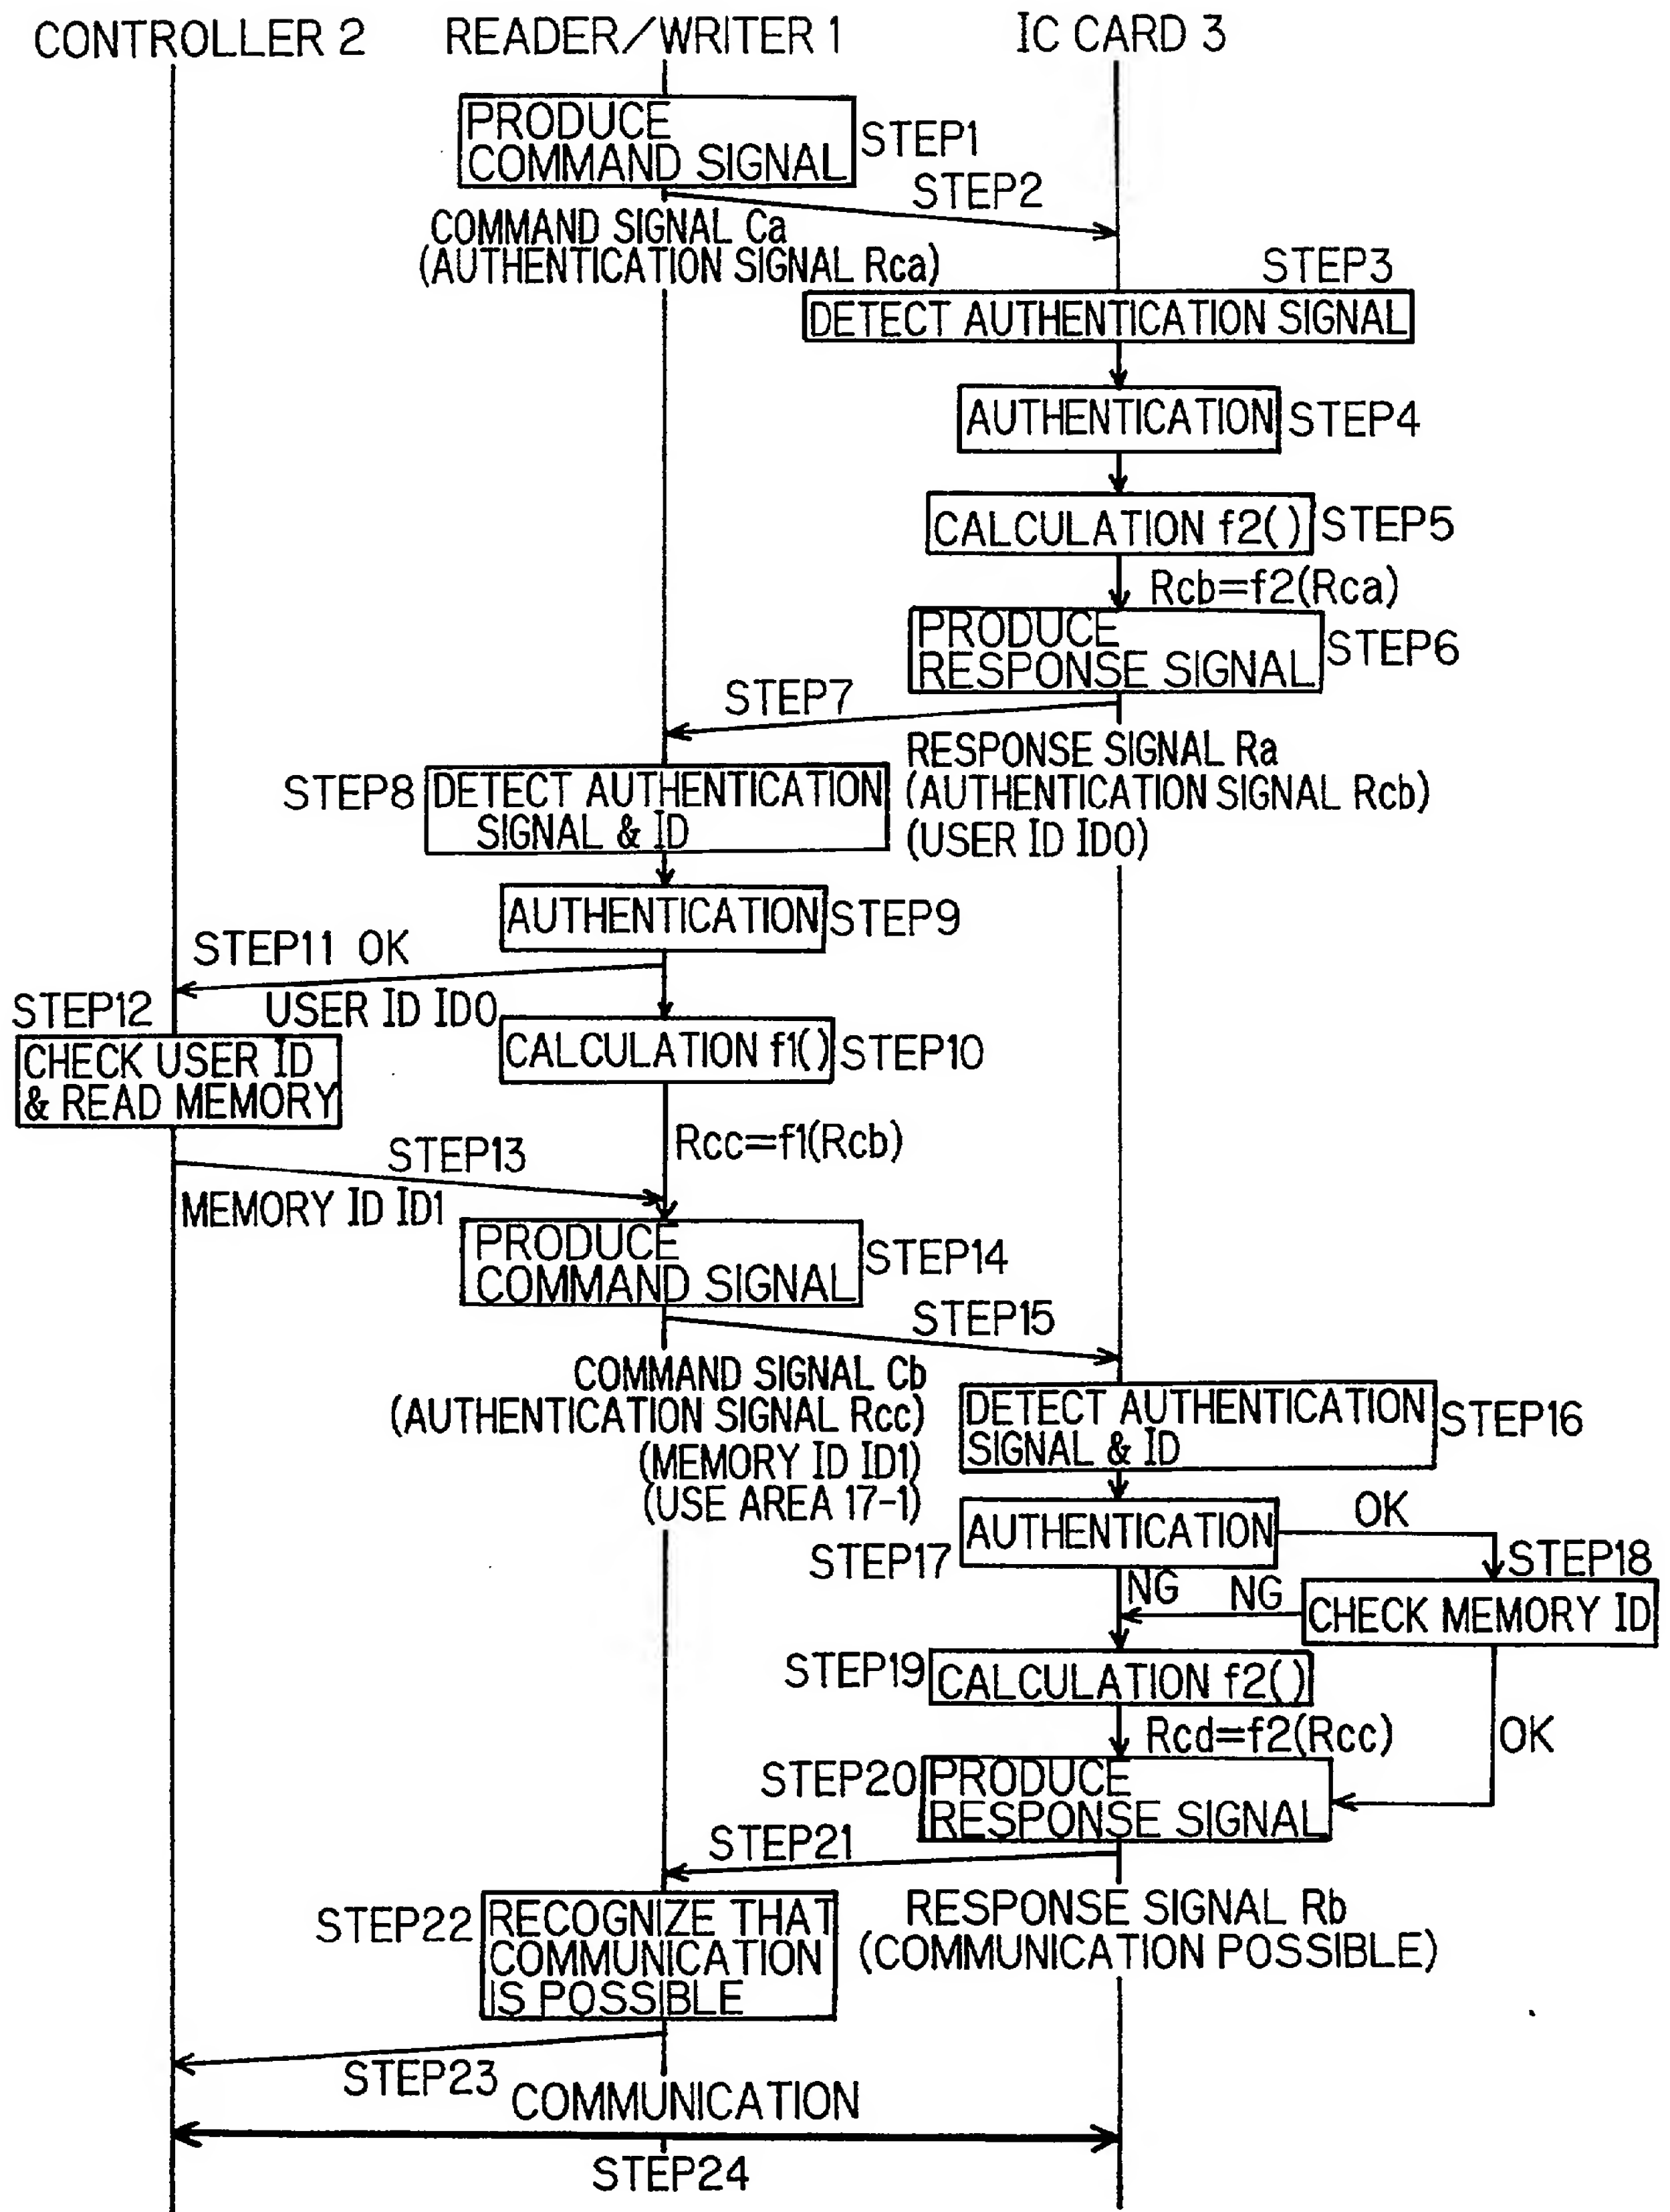 CONTROLLER 2
READER/WRITER 1
IC CARD 3
PRODUCE
COMMAND SIGNAL
STEP1
STEP2
COMMAND SIGNAL Ca
(AUTHENTICATION SIGNAL Rca)
STEP3
DETECT AUTHENTICATION SIGNAL
AUTHENTICATION
STEP4
CALCULATION f2()
STEP5
Rcb=f2(Rca)
PRODUCE
RESPONSE SIGNAL
STEP6
STEP7
RESPONSE SIGNAL Ra
(AUTHENTICATION SIGNAL Rcb)
(USER ID ID0)
STEP8
DETECT AUTHENTICATION
SIGNAL & ID
AUTHENTICATION
STEP9
STEP11 OK
USER ID ID0
STEP12
CHECK USER ID
& READ MEMORY
CALCULATION f1()
STEP10
Rcc=f1(Rcb)
STEP13
MEMORY ID ID1
PRODUCE
COMMAND SIGNAL
STEP14
STEP15
COMMAND SIGNAL Cb
(AUTHENTICATION SIGNAL Rcc)
(MEMORY ID ID1)
(USE AREA 17-1)
DETECT AUTHENTICATION
SIGNAL & ID
STEP16
AUTHENTICATION
STEP17
OK
STEP18
NG
NG
CHECK MEMORY ID
STEP19
CALCULATION f2()
Rcd=f2(Rcc)
OK
STEP20
PRODUCE
RESPONSE SIGNAL
STEP21
RESPONSE SIGNAL Rb
(COMMUNICATION POSSIBLE)
STEP22
RECOGNIZE THAT
COMMUNICATION
IS POSSIBLE
STEP23
COMMUNICATION
STEP24